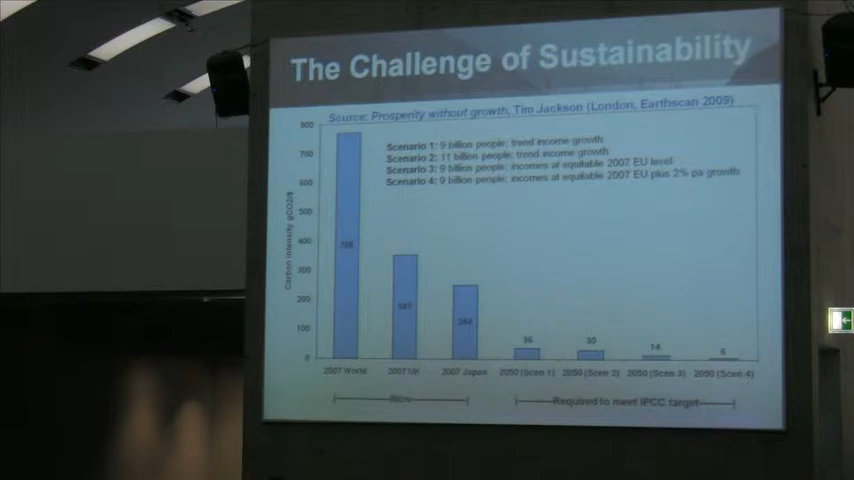 The Challenge of Sustainability
Source: Prosperity without growth, Tim Jackson (London, Earthscan 2009)
Scenario 1: 9 billion people; trend income growth
Scenario 2: 11 billion people; trend income growth
Scenario 3: 9 billion people; incomes at equitable 2007 EU level
Scenario 4: 9 billion people; incomes at equitable 2007 EU plus 2% pa growth
Carbon intensity gCO2/$
800
700
600
500
400
300
200
100
0
347
244
36
30
14
6
2007 World
2007 UK
2007 Japan
2050 (Scen 1)
2050 (Scen 2)
2050 (Scen 3)
2050 (Scen 4)
Now
Required to meet IPCC target